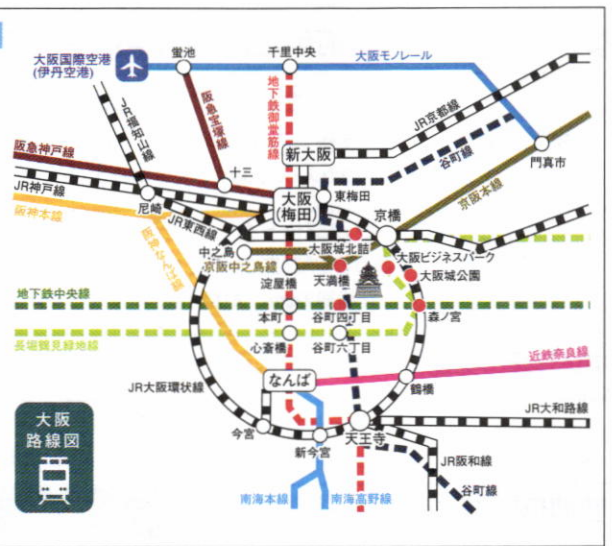 大阪国際空港
(伊丹空港)
蛍池
千里中央
大阪モノレール
JR福知山線
阪急宝塚線
地下鉄御堂筋線
JR京都線
新大阪
谷町線
門真市
阪急神戸線
十三
JR神戸線
尼崎
大阪
(梅田)
東梅田
京阪本線
阪神本線
JR東西線
京橋
阪神なんば線
中之島
大阪城北詰
京阪中之島線
大阪ビジネスパーク
淀屋橋
天満橋
大阪城公園
地下鉄中央線
本町
谷町四丁目
森ノ宮
長堀鶴見緑地線
心斎橋
谷町六丁目
近鉄奈良線
JR大阪環状線
なんば
鶴橋
大阪
路線図
今宮
新今宮
天王寺
JR大和路線
JR阪和線
谷町線
南海本線
南海高野線